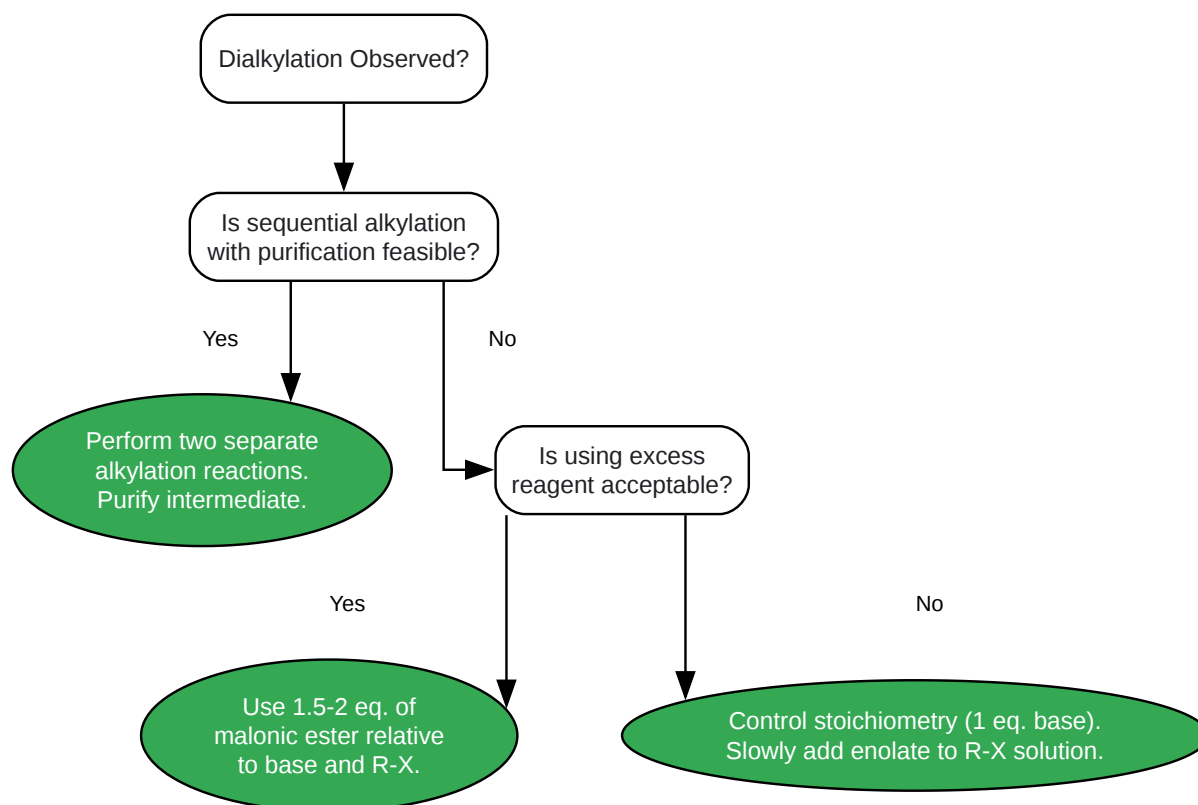 Dialkylation Observed?
Is sequential alkylation
with purification feasible?
Yes
No
Perform two separate
alkylation reactions.
Purify intermediate.
Is using excess
reagent acceptable?
Yes
No
Use 1.5-2 eq. of
malonic ester relative
to base and R-X.
Control stoichiometry (1 eq. base).
Slowly add enolate to R-X solution.